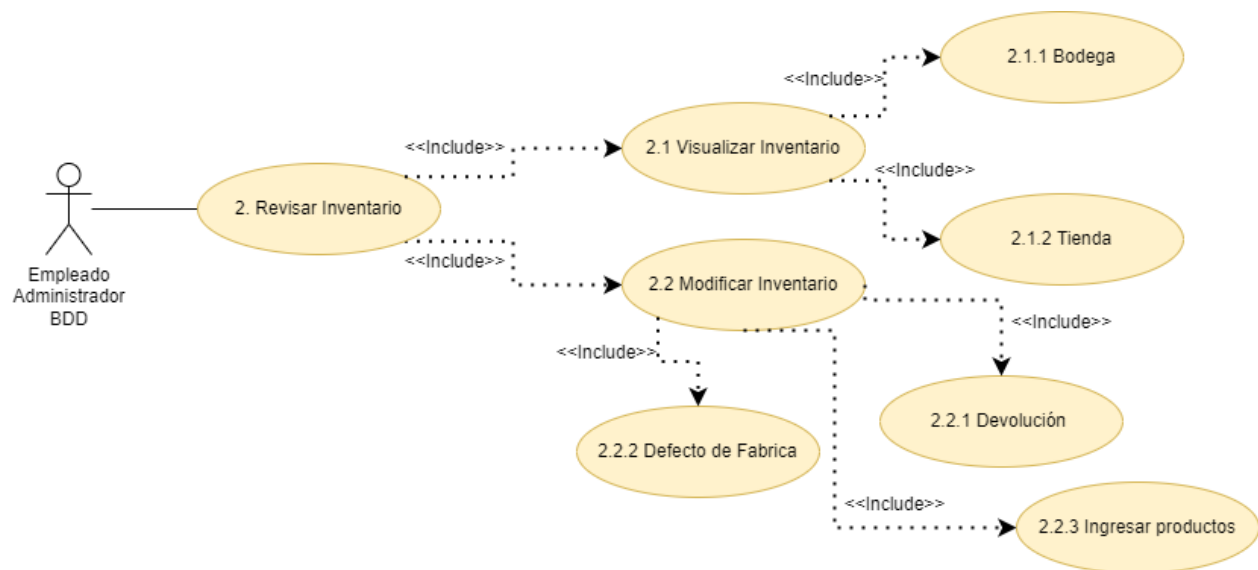 2.1.1 Bodega
<<Include>>
<<Include>>
2.1 Visualizar Inventario
<<Include>>
2. Revisar Inventario
2.1.2 Tienda
<<Include>>
Empleado
Administrador
BDD
2.2 Modificar Inventario
<<Include>>
<<Include>>
2.2.1 Devolución
2.2.2 Defecto de Fabrica
<<Include>>
2.2.3 Ingresar productos